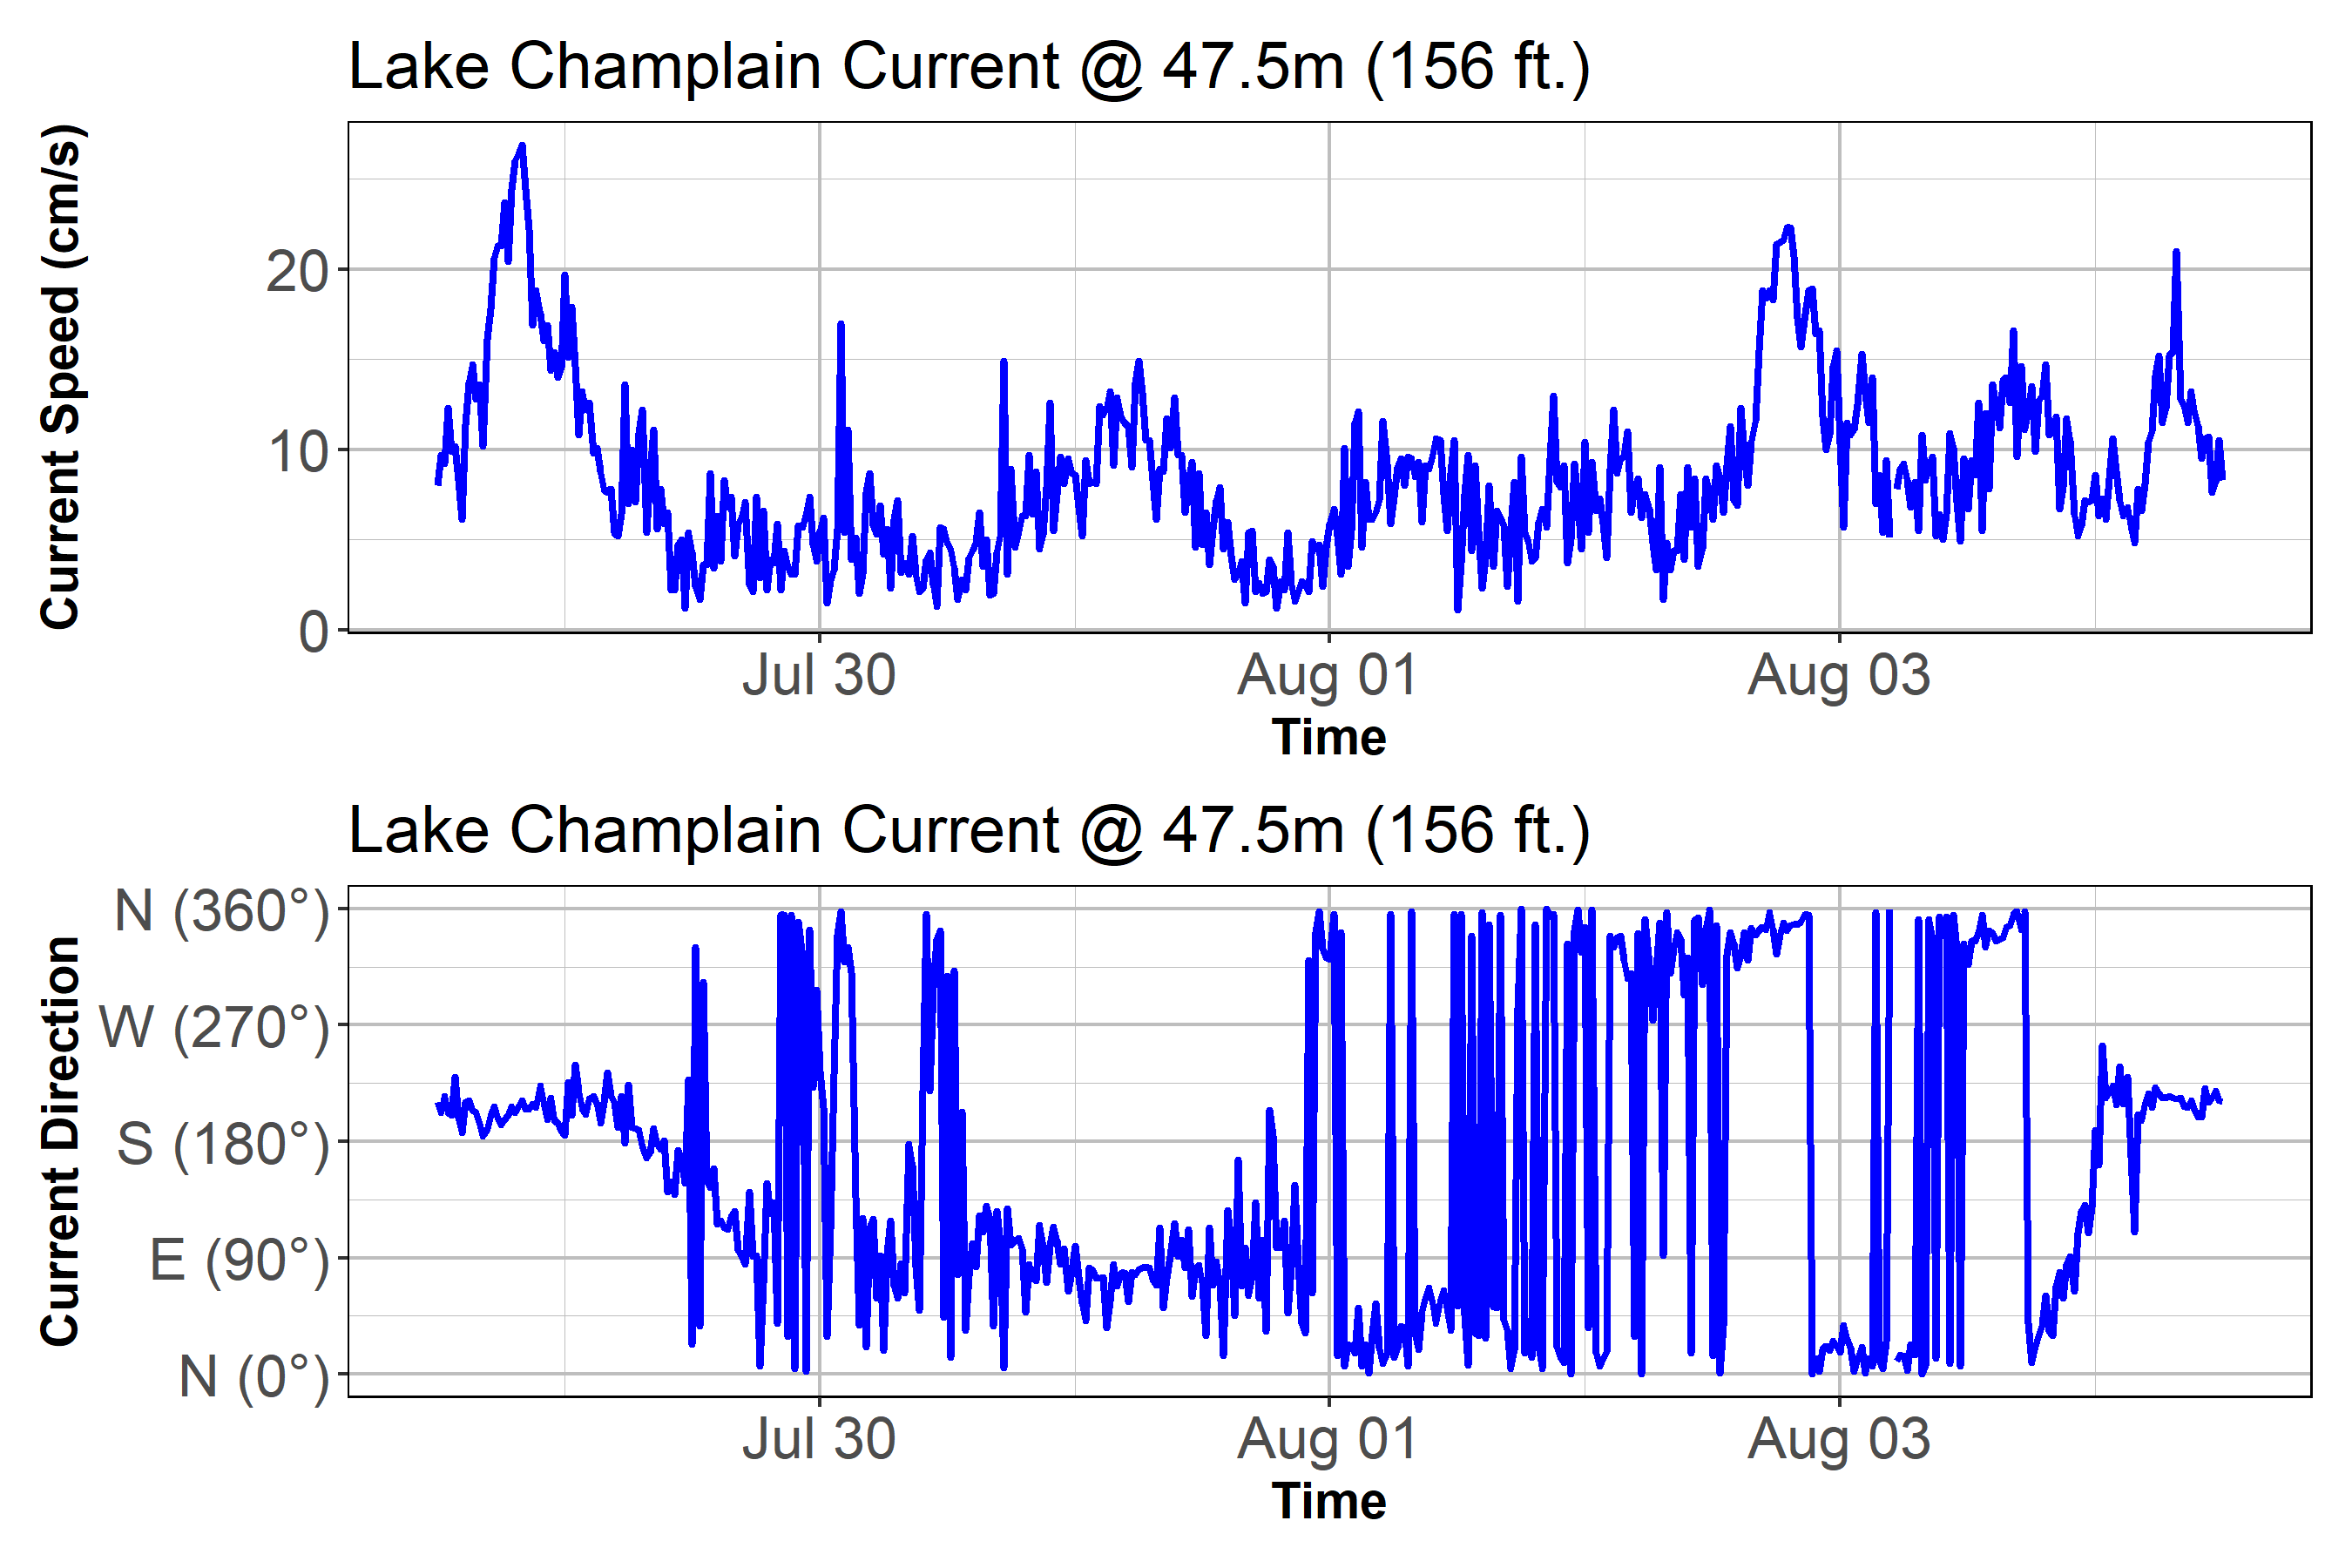 Lake Champlain Current @ 47.5m (156 ft.)
Current Speed (cm/s)
20
10
0
Jul 30 Aug 01 Aug 03
Time
Lake Champlain Current @ 47.5m (156 ft.)
Current Direction
N (360°)
W (270°)
S (180°)
E (90°)
N (0°)
Jul 30 Aug 01 Aug 03
Time